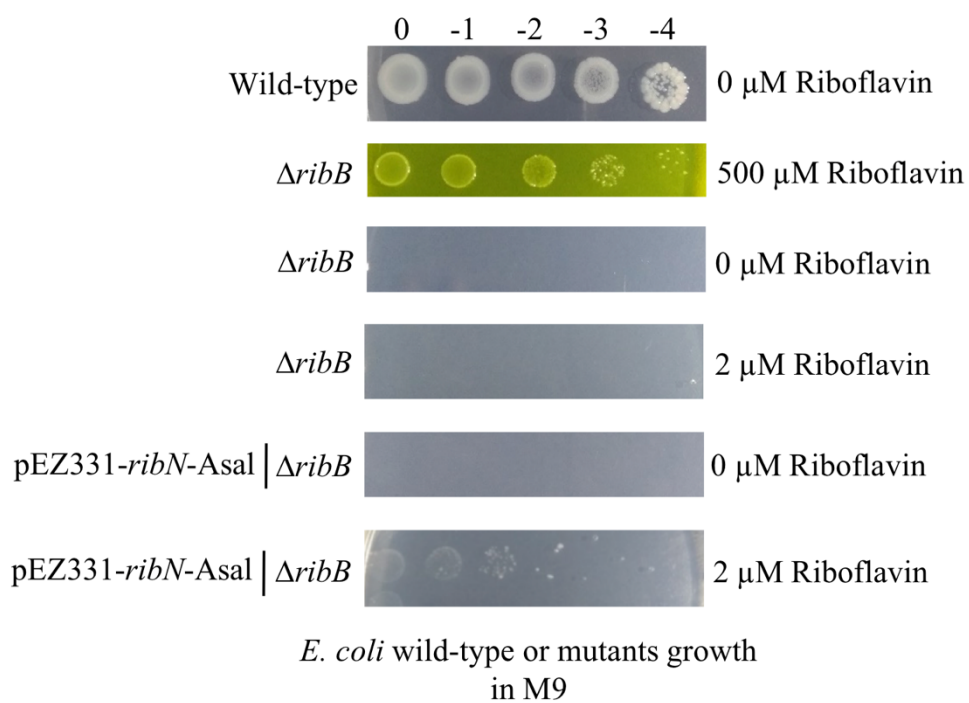 0 -1 -2 -3 -4
Wild-type 0 µM Riboflavin
ΔribB 500 µM Riboflavin
ΔribB 0 µM Riboflavin
ΔribB 2 µM Riboflavin
pEZ331-ribN-Asal | ΔribB 0 µM Riboflavin
pEZ331-ribN-Asal | ΔribB 2 µM Riboflavin
E. coli wild-type or mutants growth
in M9